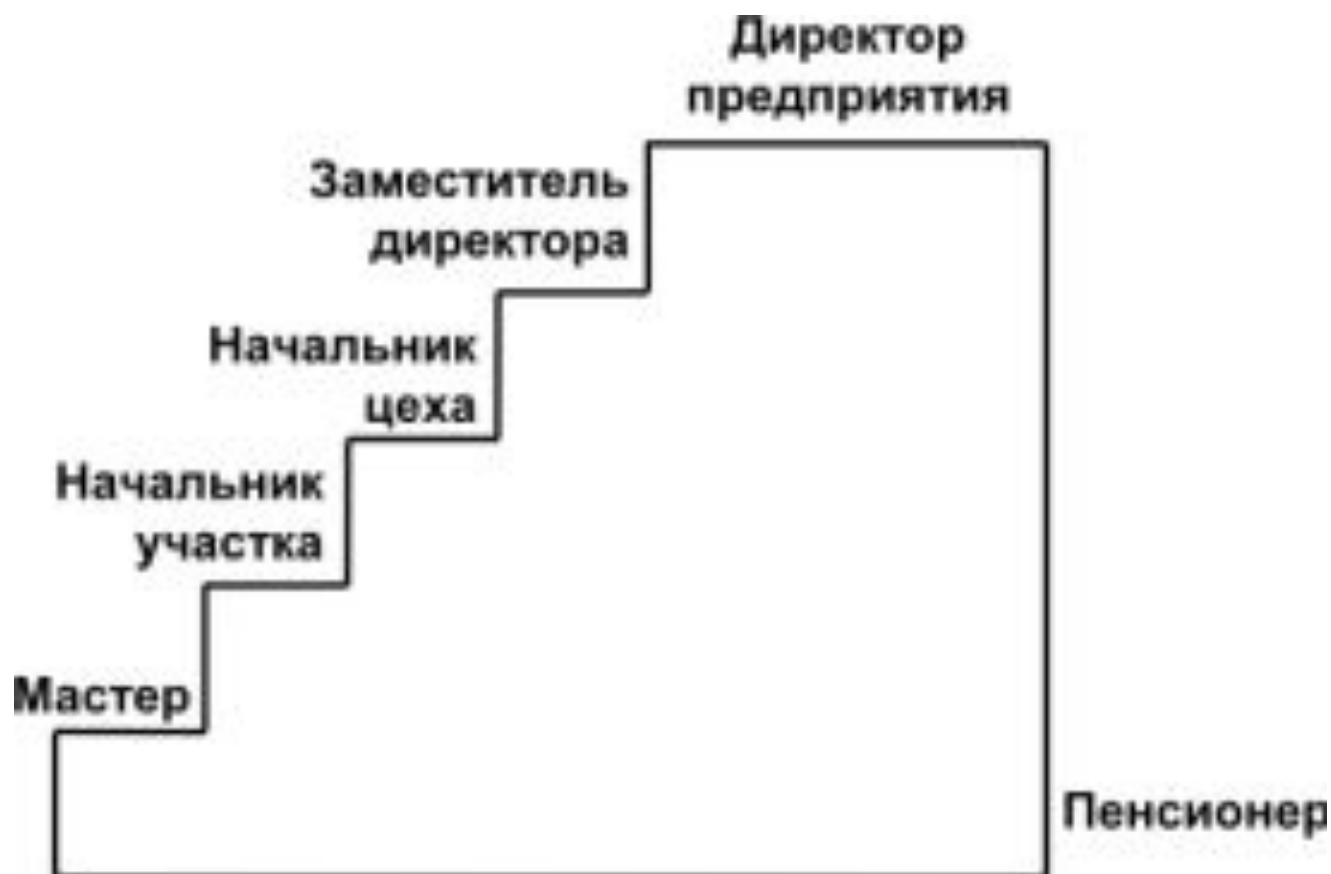 Директор
предприятия
Заместитель
директора
Начальник
цеха
Начальник
участка
Мастер
Пенсионер